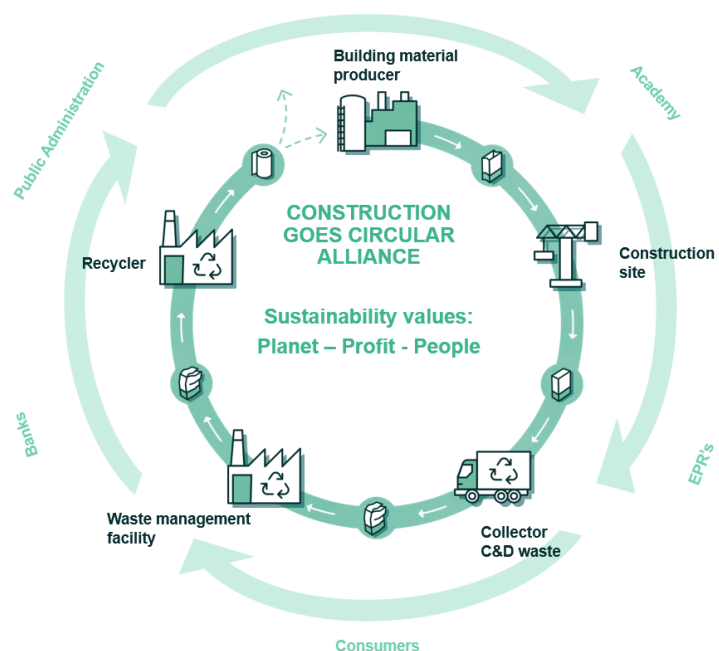 Building material
producer
Public Administration
Academy
CONSTRUCTION
GOES CIRCULAR
ALLIANCE
Recycler
Construction
site
Sustainability values:
Planet – Profit - People
Banks
EPR's
Waste management
facility
Collector
C&D waste
Consumers